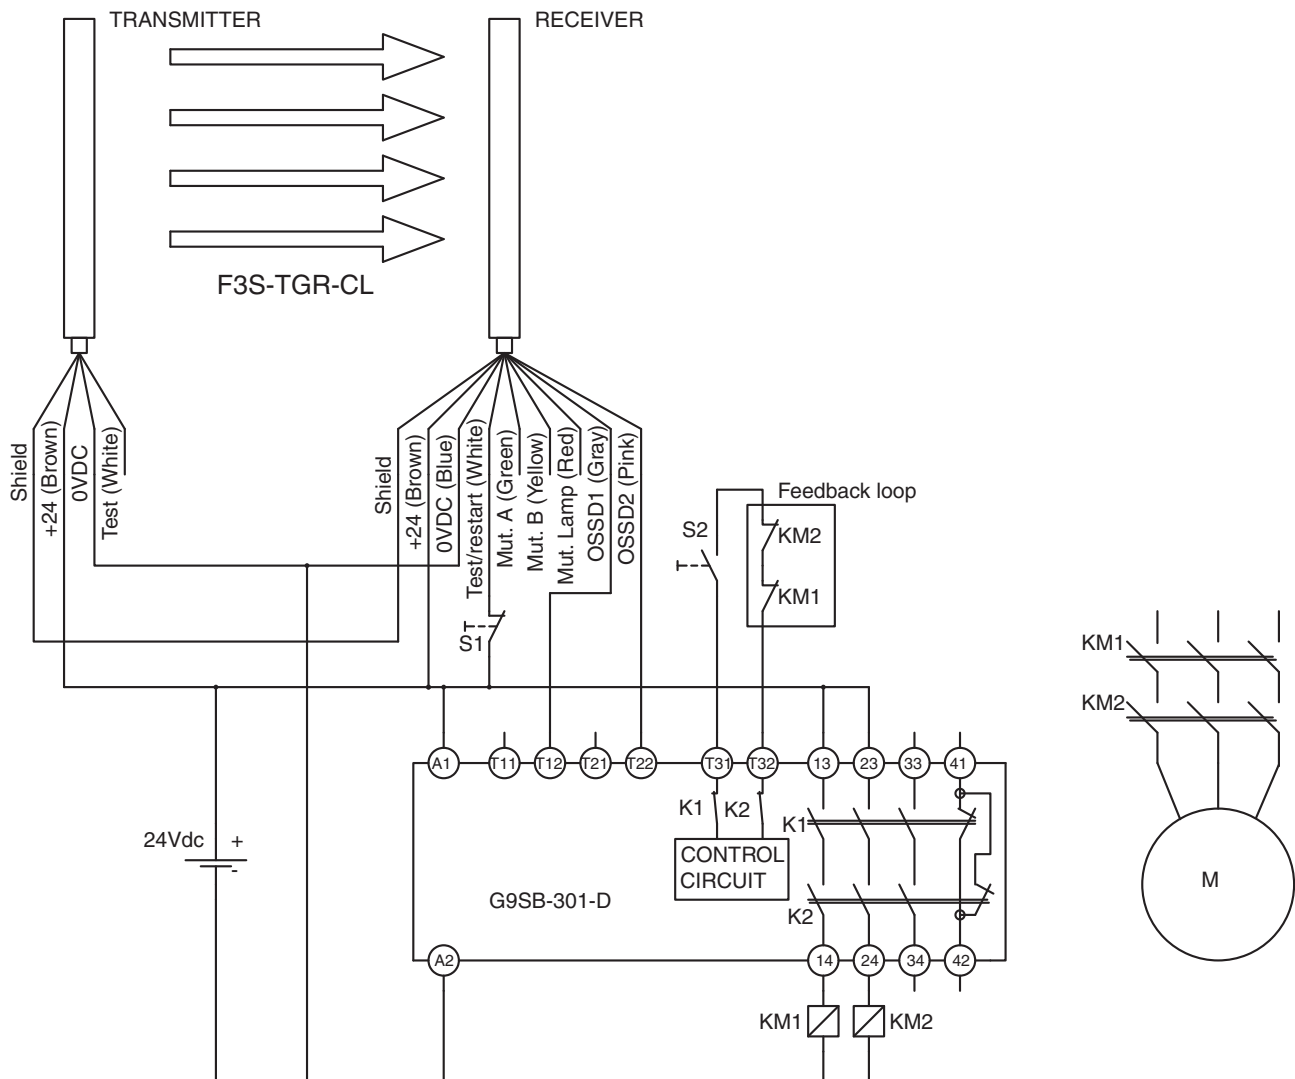 TRANSMITTER
RECEIVER
F3S-TGR-CL
Shield
+24 (Brown)
0VDC
Test (White)
Shield
+24 (Brown)
0VDC (Blue)
Test/restart (White)
Mut. A (Green)
Mut. B (Yellow)
Mut. Lamp (Red)
OSSD1 (Gray)
OSSD2 (Pink)
S1
S2
Feedback loop
KM2
KM1
KM1
KM2
M
A1
T11
T12
T21
T22
T31
T32
13
23
33
41
K1
K2
K1
CONTROL
CIRCUIT
K2
24Vdc
+
-
G9SB-301-D
A2
14
24
34
42
KM1
KM2